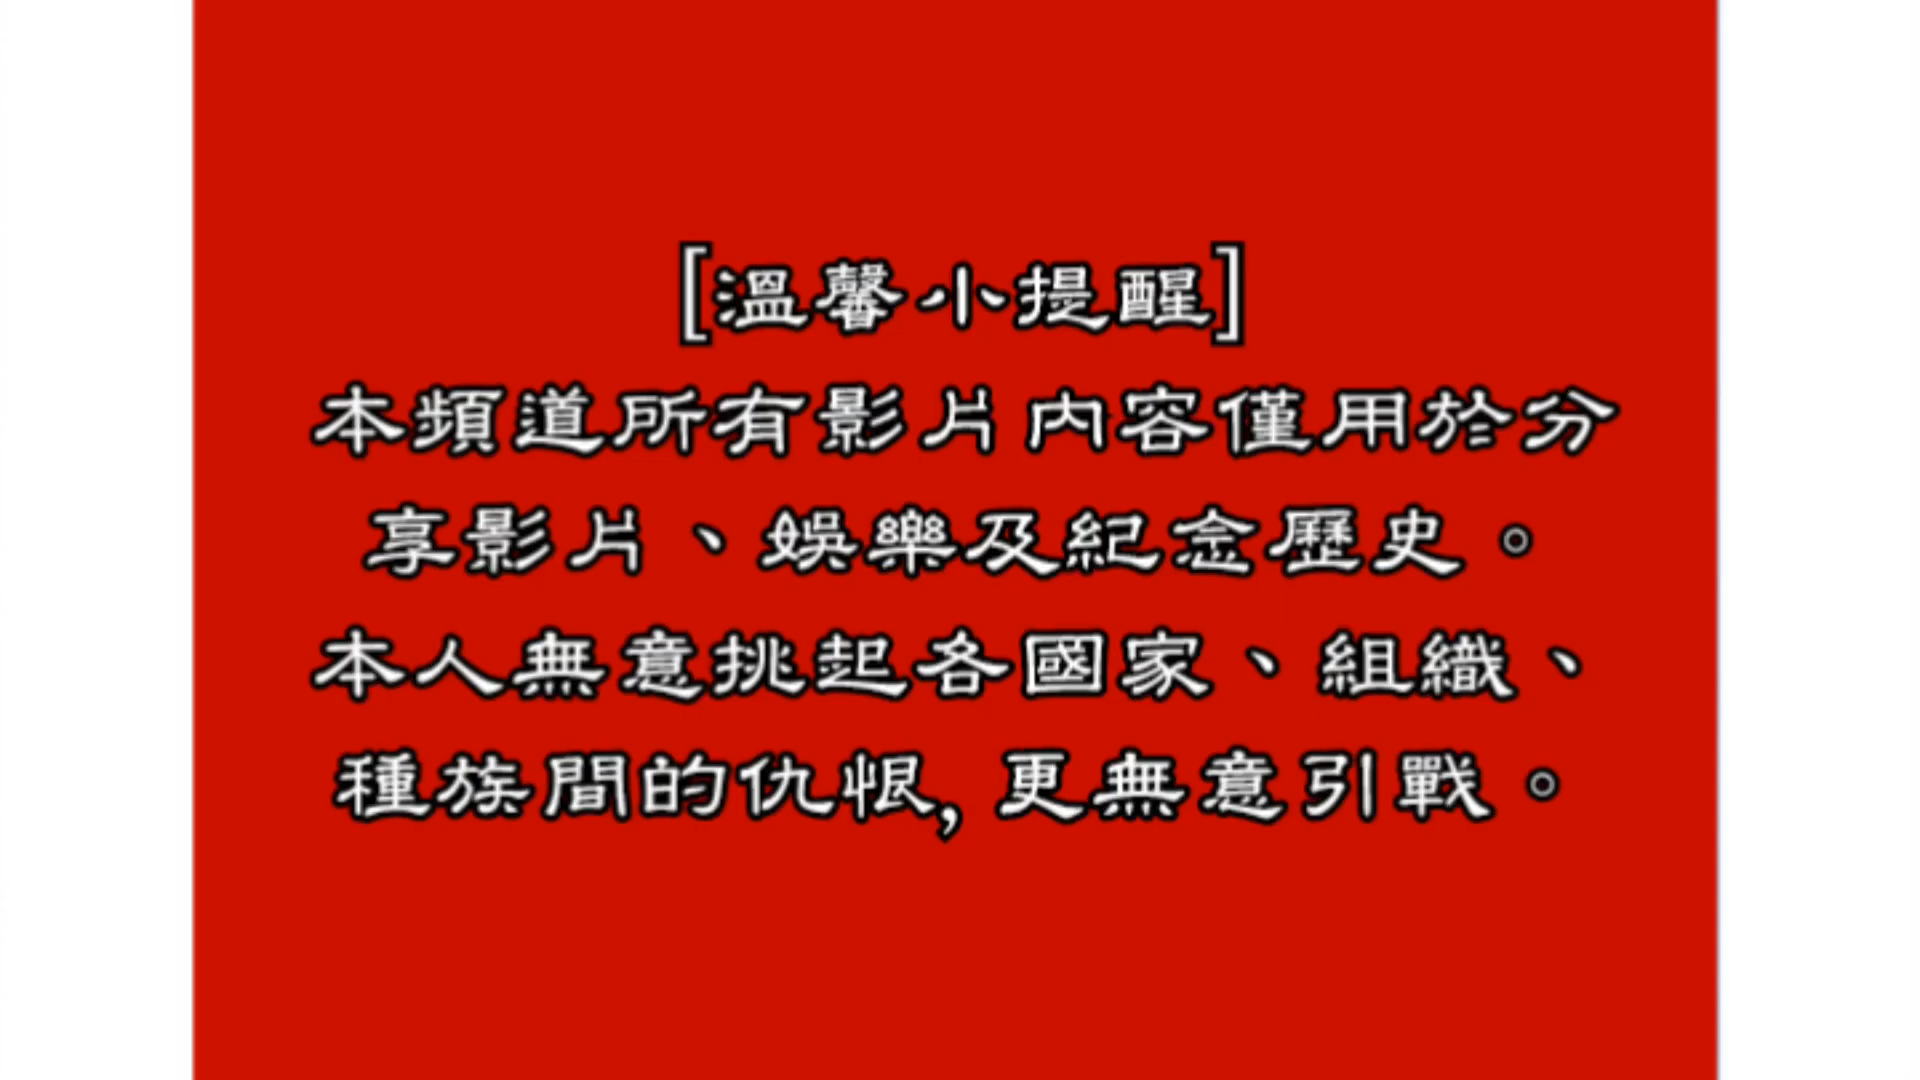 [溫馨小提醒]
本頻道所有影片內容僅用於分
享影片、娛樂及紀念歷史。
本人無意挑起各國家、組織、
種族間的仇恨, 更無意引戰。